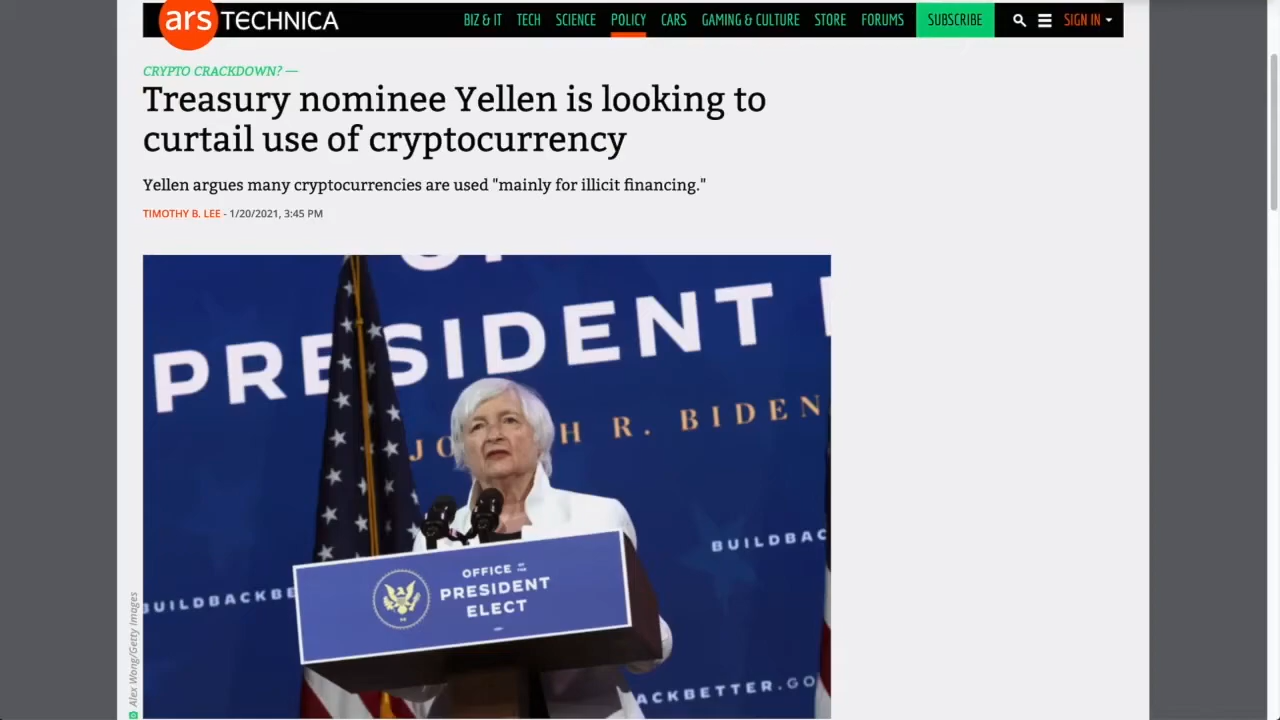 ars TECHNICA
BIZ & IT TECH SCIENCE POLICY CARS GAMING & CULTURE STORE FORUMS SUBSCRIBE SIGN IN
CRYPTO CRACKDOWN? —
Treasury nominee Yellen is looking to
curtail use of cryptocurrency
Yellen argues many cryptocurrencies are used "mainly for illicit financing."
TIMOTHY B. LEE - 1/20/2021, 3:45 PM
PRESIDENT
R. BIDEN
BUILDBAC
BUILDBACKBE
OFFICE OF THE
PRESIDENT
ELECT
ACKBETTER.GO
Alex Wong/Getty Images